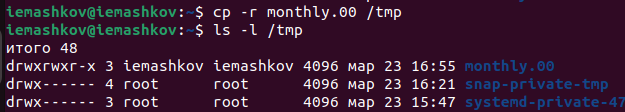 iemashkov@iemashkov:~$ cp -r monthly.00 /tmp
iemashkov@iemashkov:~$ ls -l /tmp
итого 48
drwxrwxr-x 3 iemashkov iemashkov 4096 мар 23 16:55 monthly.00
drwx------ 4 root      root      4096 мар 23 16:21 snap-private-tmp
drwx------ 3 root      root      4096 мар 23 15:47 systemd-private-47